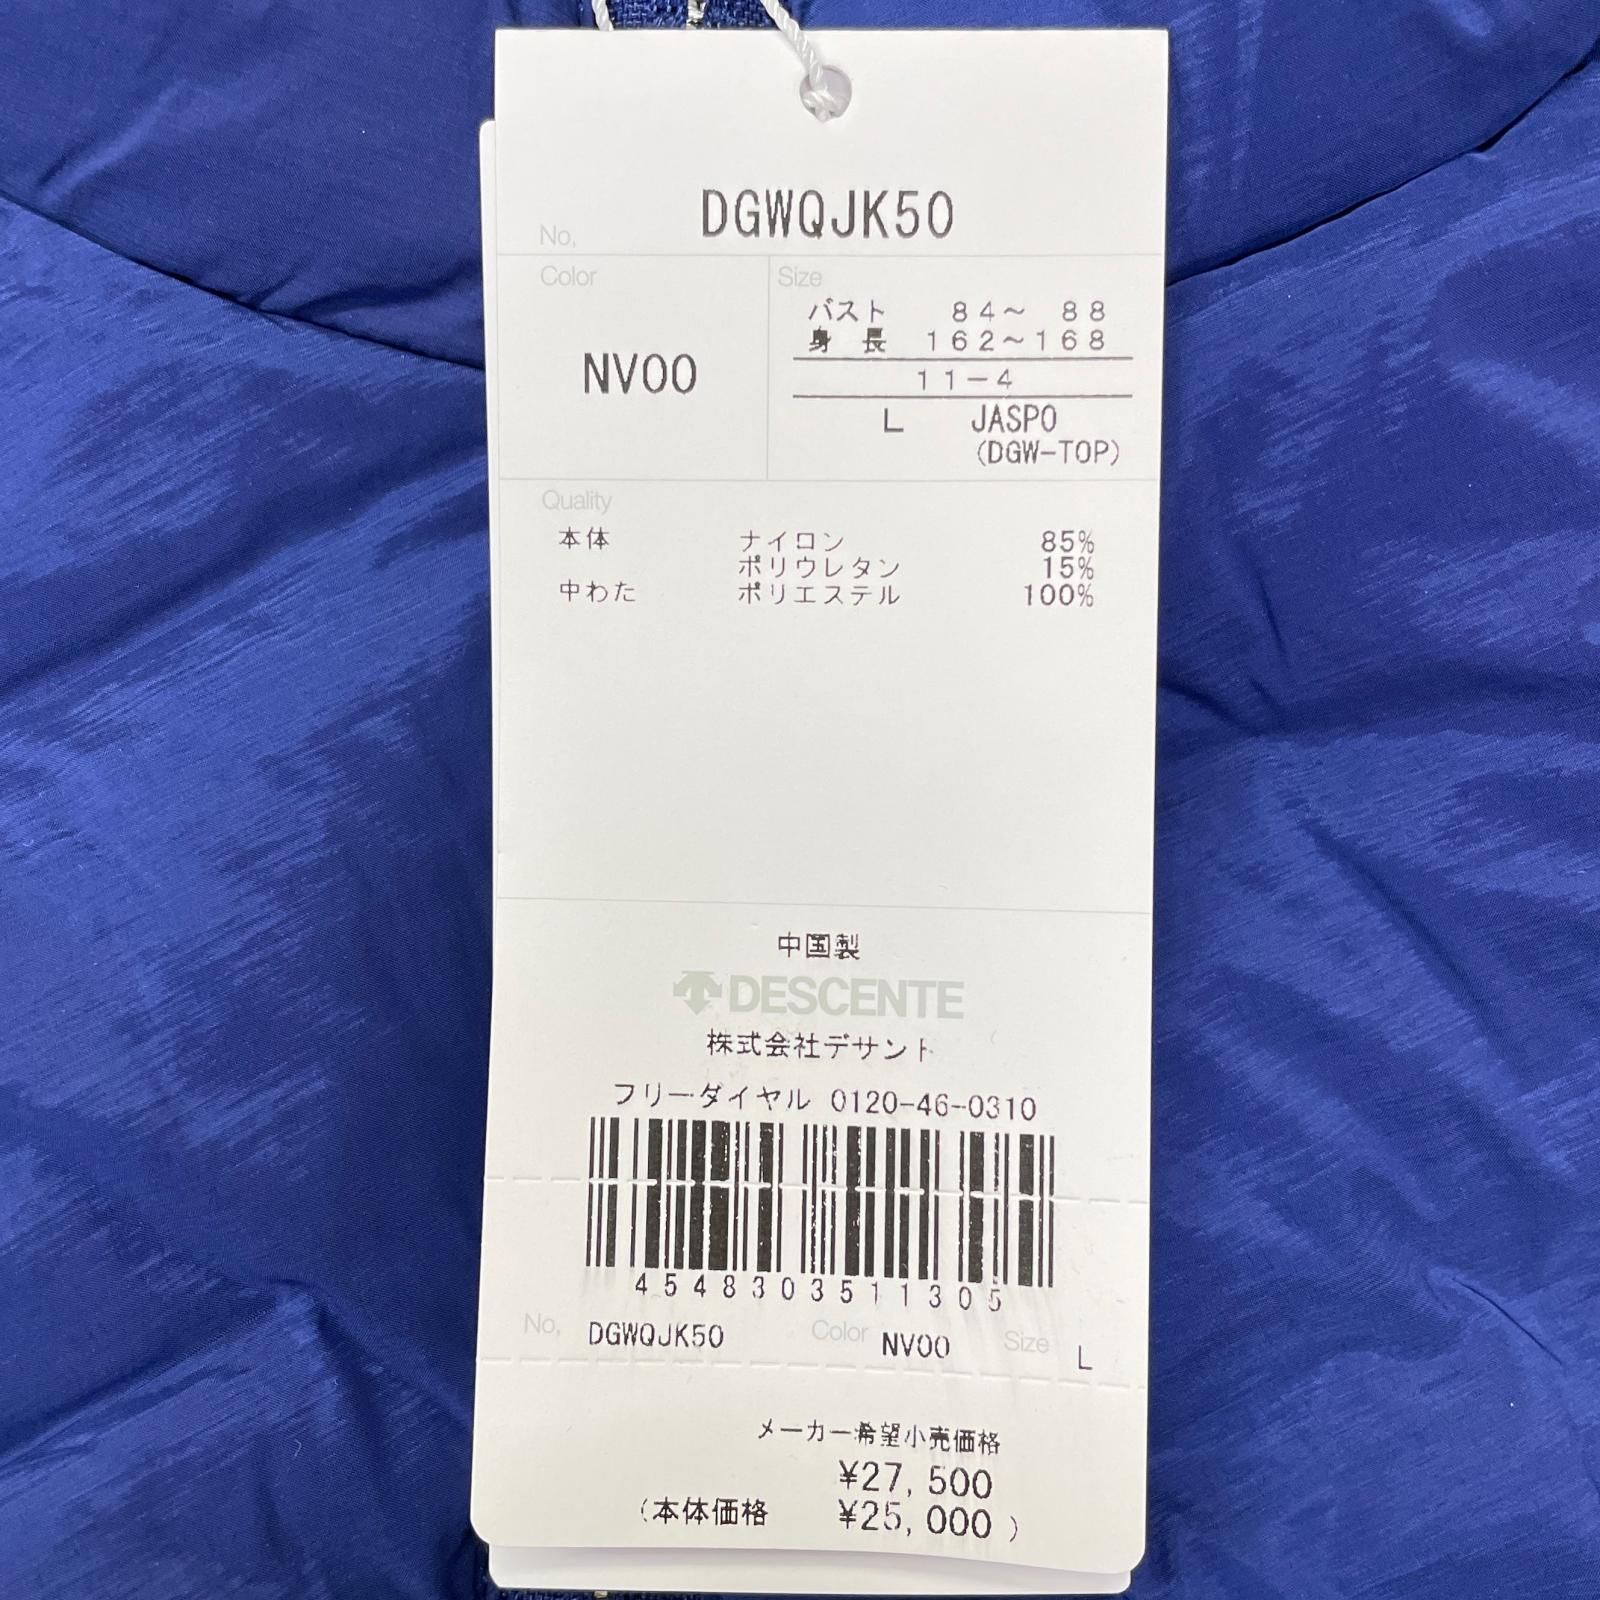 No, DGWQJK50
Color
NV00
Size
バスト 84～ 88
身 長 162～168
11-4
L JASPO
(DGW-TOP)
Quality
本体 ナイロン 85%
ポリウレタン 15%
中わた ポリエステル 100%
中国製
DESCENTE
株式会社デサント
フリーダイヤル 0120-46-0310
4548303511305
No, DGWQJK50 Color NV00 Size L
メーカー希望小売価格
¥27,500
(本体価格 ¥25,000 )